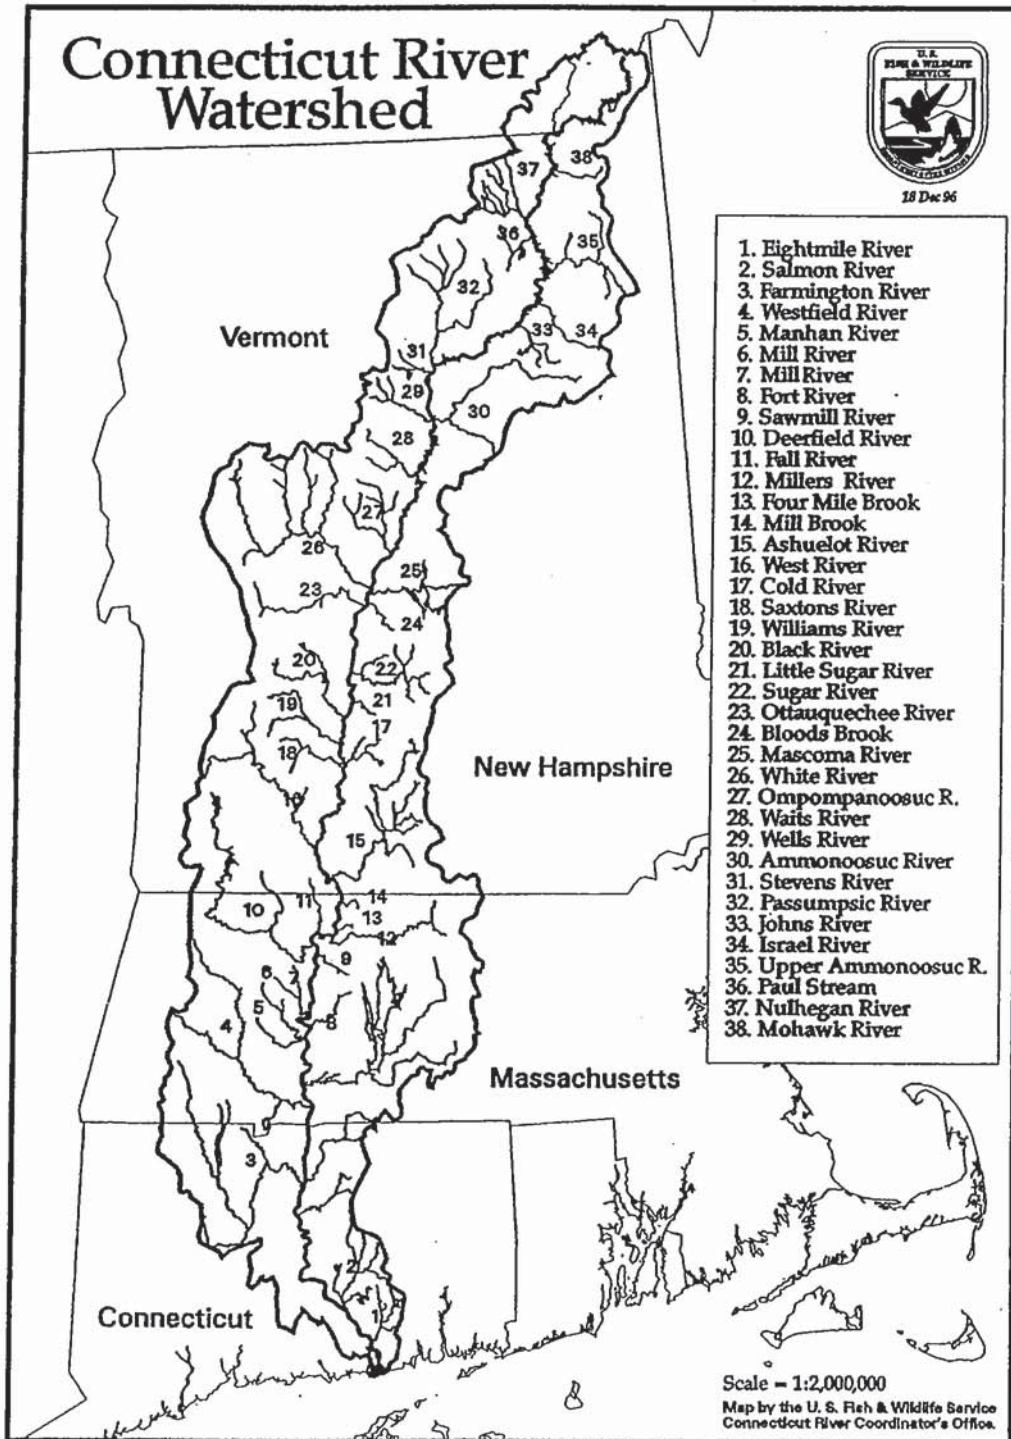 Connecticut River
Watershed
U. S.
FISH & WILDLIFE
SERVICE
18 Dec 96
37
38
36
35
32
Vermont
33
34
31
29
30
28
27
26
25
23
24
20
22
21
19
17
18
New Hampshire
16
15
14
11
10
13
12
9
6
7
5
8
4
Massachusetts
3
2
1
Connecticut
1. Eightmile River
2. Salmon River
3. Farmington River
4. Westfield River
5. Manhan River
6. Mill River
7. Mill River
8. Fort River
9. Sawmill River
10. Deerfield River
11. Fall River
12. Millers River
13. Four Mile Brook
14. Mill Brook
15. Ashuelot River
16. West River
17. Cold River
18. Saxtons River
19. Williams River
20. Black River
21. Little Sugar River
22. Sugar River
23. Ottauquechee River
24. Bloods Brook
25. Mascoma River
26. White River
27. Ompompanoosuc R.
28. Waits River
29. Wells River
30. Ammonoosuc River
31. Stevens River
32. Passumpsic River
33. Johns River
34. Israel River
35. Upper Ammonoosuc R.
36. Paul Stream
37. Nulhegan River
38. Mohawk River
Scale = 1:2,000,000
Map by the U. S. Fish & Wildlife Service
Connecticut River Coordinator's Office.